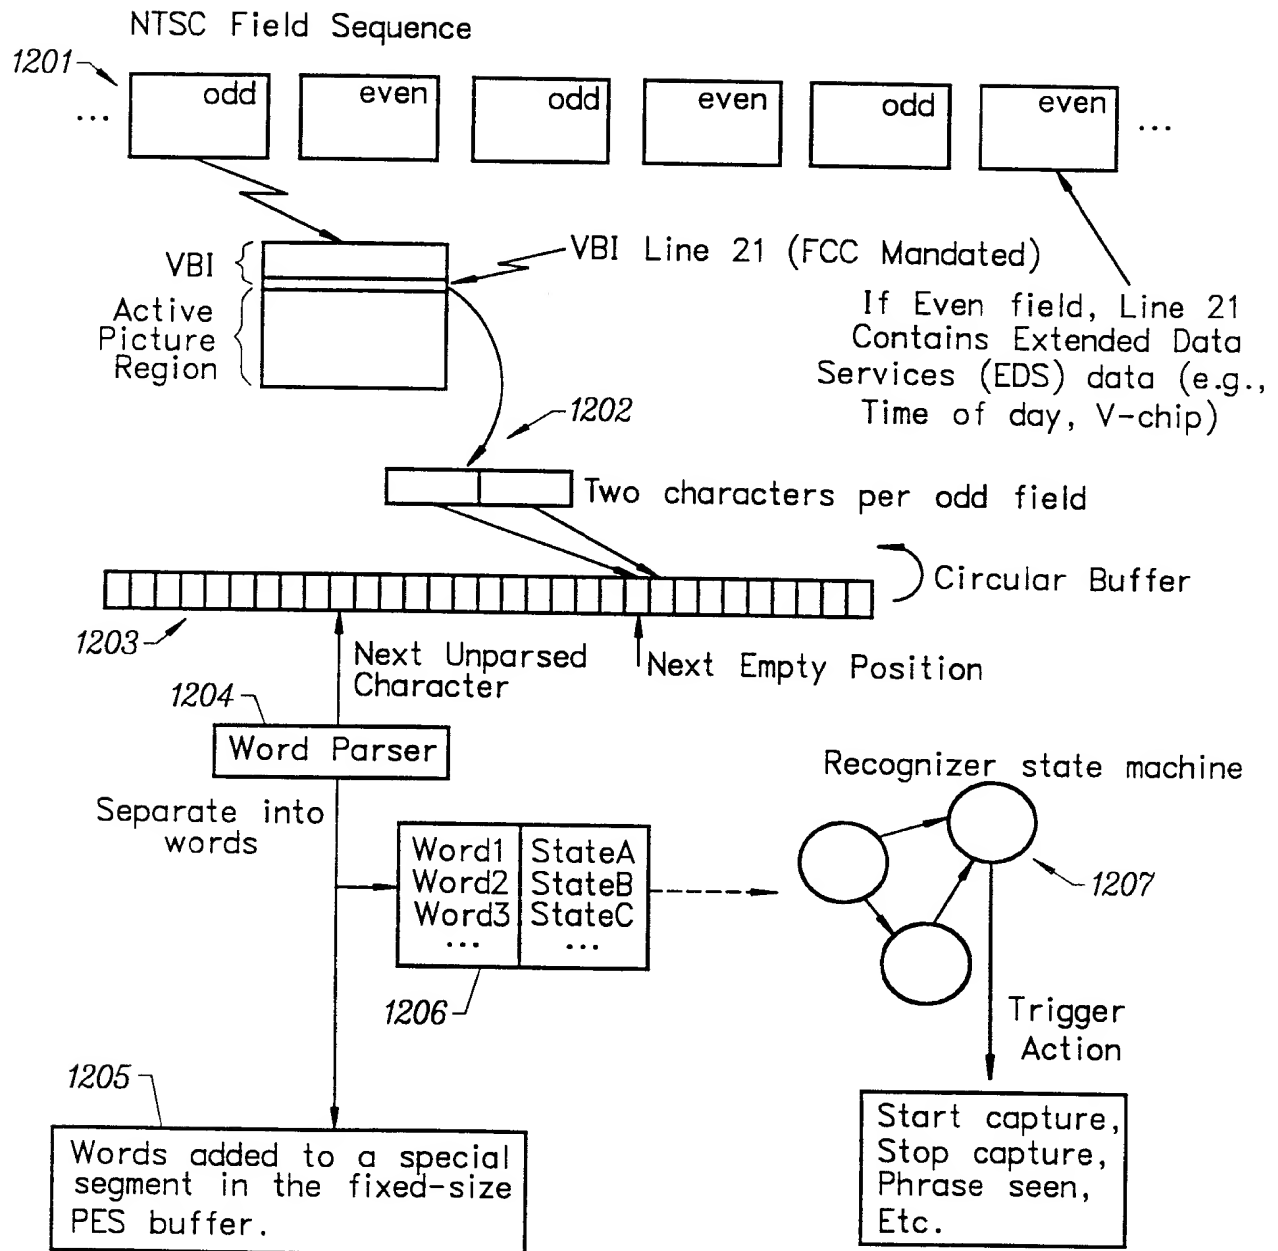 NTSC Field Sequence
1201
... odd even odd even odd even ...
VBI
VBI Line 21 (FCC Mandated)
Active
Picture
Region
If Even field, Line 21
Contains Extended Data
Services (EDS) data (e.g.,
Time of day, V-chip)
1202
Two characters per odd field
Circular Buffer
1203
Next Unparsed
Character
Next Empty Position
1204
Word Parser
Separate into
words
Word1 StateA
Word2 StateB
Word3 StateC
... ...
1206
Recognizer state machine
1207
Trigger
Action
1205
Words added to a special
segment in the fixed-size
PES buffer.
Start capture,
Stop capture,
Phrase seen,
Etc.